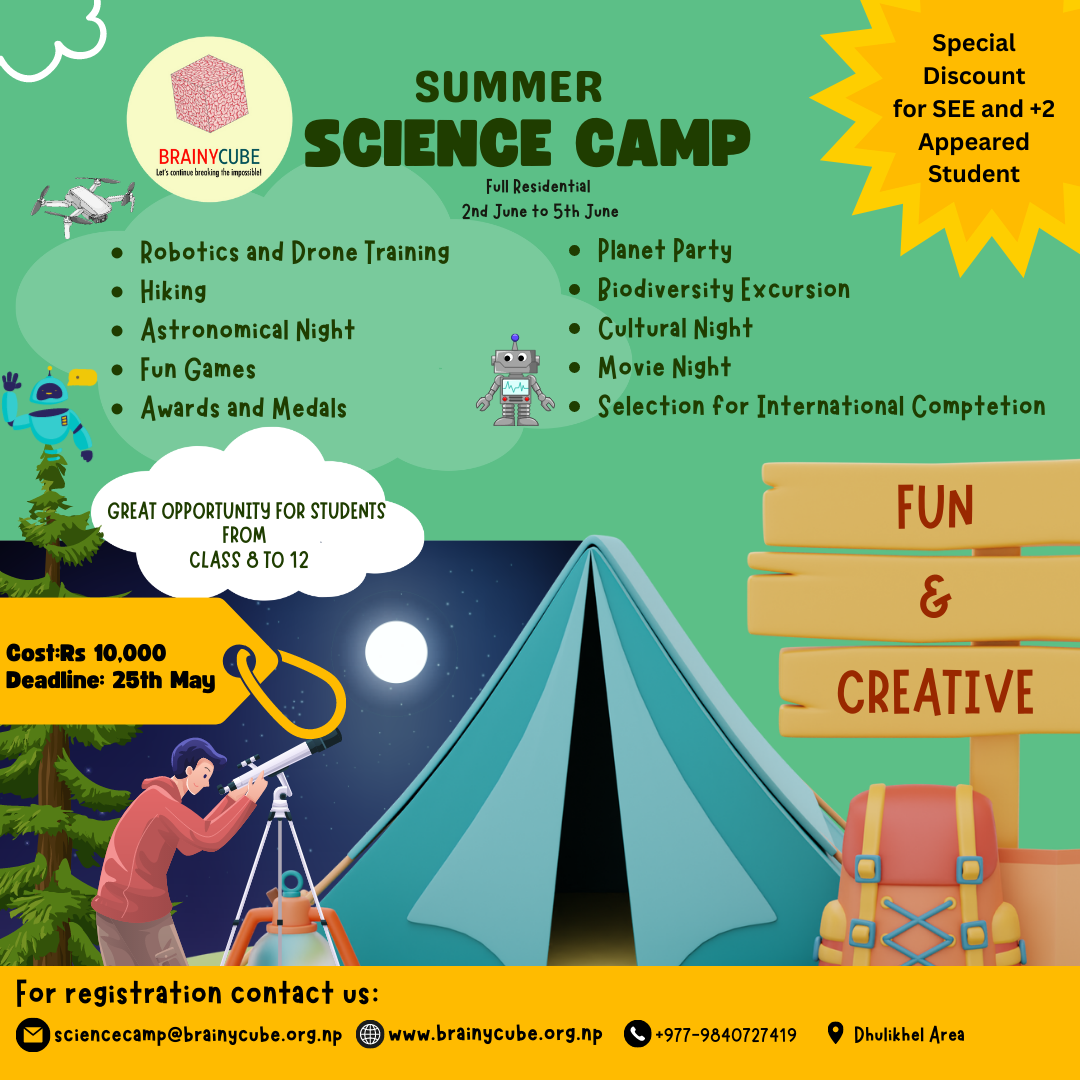 BRAINYCUBE
Let's continue breaking the impossible!
SUMMER
SCIENCE CAMP
Full Residential
2nd June to 5th June
Special
Discount
for SEE and +2
Appeared
Student
Robotics and Drone Training
Hiking
Astronomical Night
Fun Games
Awards and Medals
Planet Party
Biodiversity Excursion
Cultural Night
Movie Night
Selection for International Comptetion
GREAT OPPORTUNITY FOR STUDENTS
FROM
CLASS 8 TO 12
Cost:Rs 10,000
Deadline: 25th May
FUN
&
CREATIVE
For registration contact us:
sciencecamp@brainycube.org.np www.brainycube.org.np +977-9840727419 Dhulikhel Area